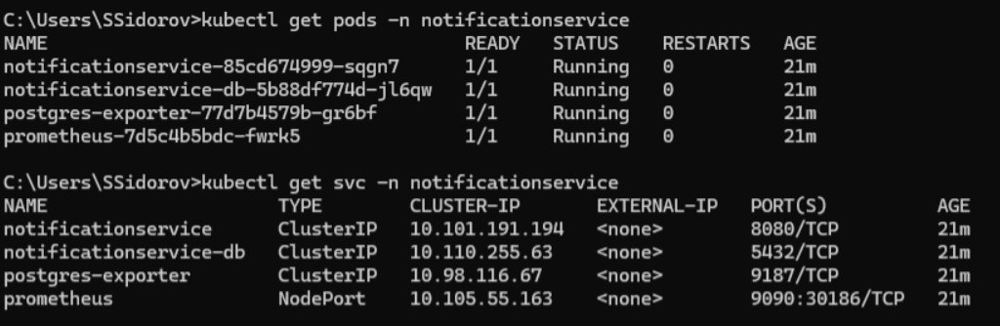 C:\Users\SSidorov>kubectl get pods -n notificationservice
NAME READY STATUS RESTARTS AGE
notificationservice-85cd674999-sqgn7 1/1 Running 0 21m
notificationservice-db-5b88df774d-jl6qw 1/1 Running 0 21m
postgres-exporter-77d7b4579b-gr6bf 1/1 Running 0 21m
prometheus-7d5c4b5bdc-fwrk5 1/1 Running 0 21m
C:\Users\SSidorov>kubectl get svc -n notificationservice
NAME TYPE CLUSTER-IP EXTERNAL-IP PORT(S) AGE
notificationservice ClusterIP 10.101.191.194 <none> 8080/TCP 21m
notificationservice-db ClusterIP 10.110.255.63 <none> 5432/TCP 21m
postgres-exporter ClusterIP 10.98.116.67 <none> 9187/TCP 21m
prometheus NodePort 10.105.55.163 <none> 9090:30186/TCP 21m